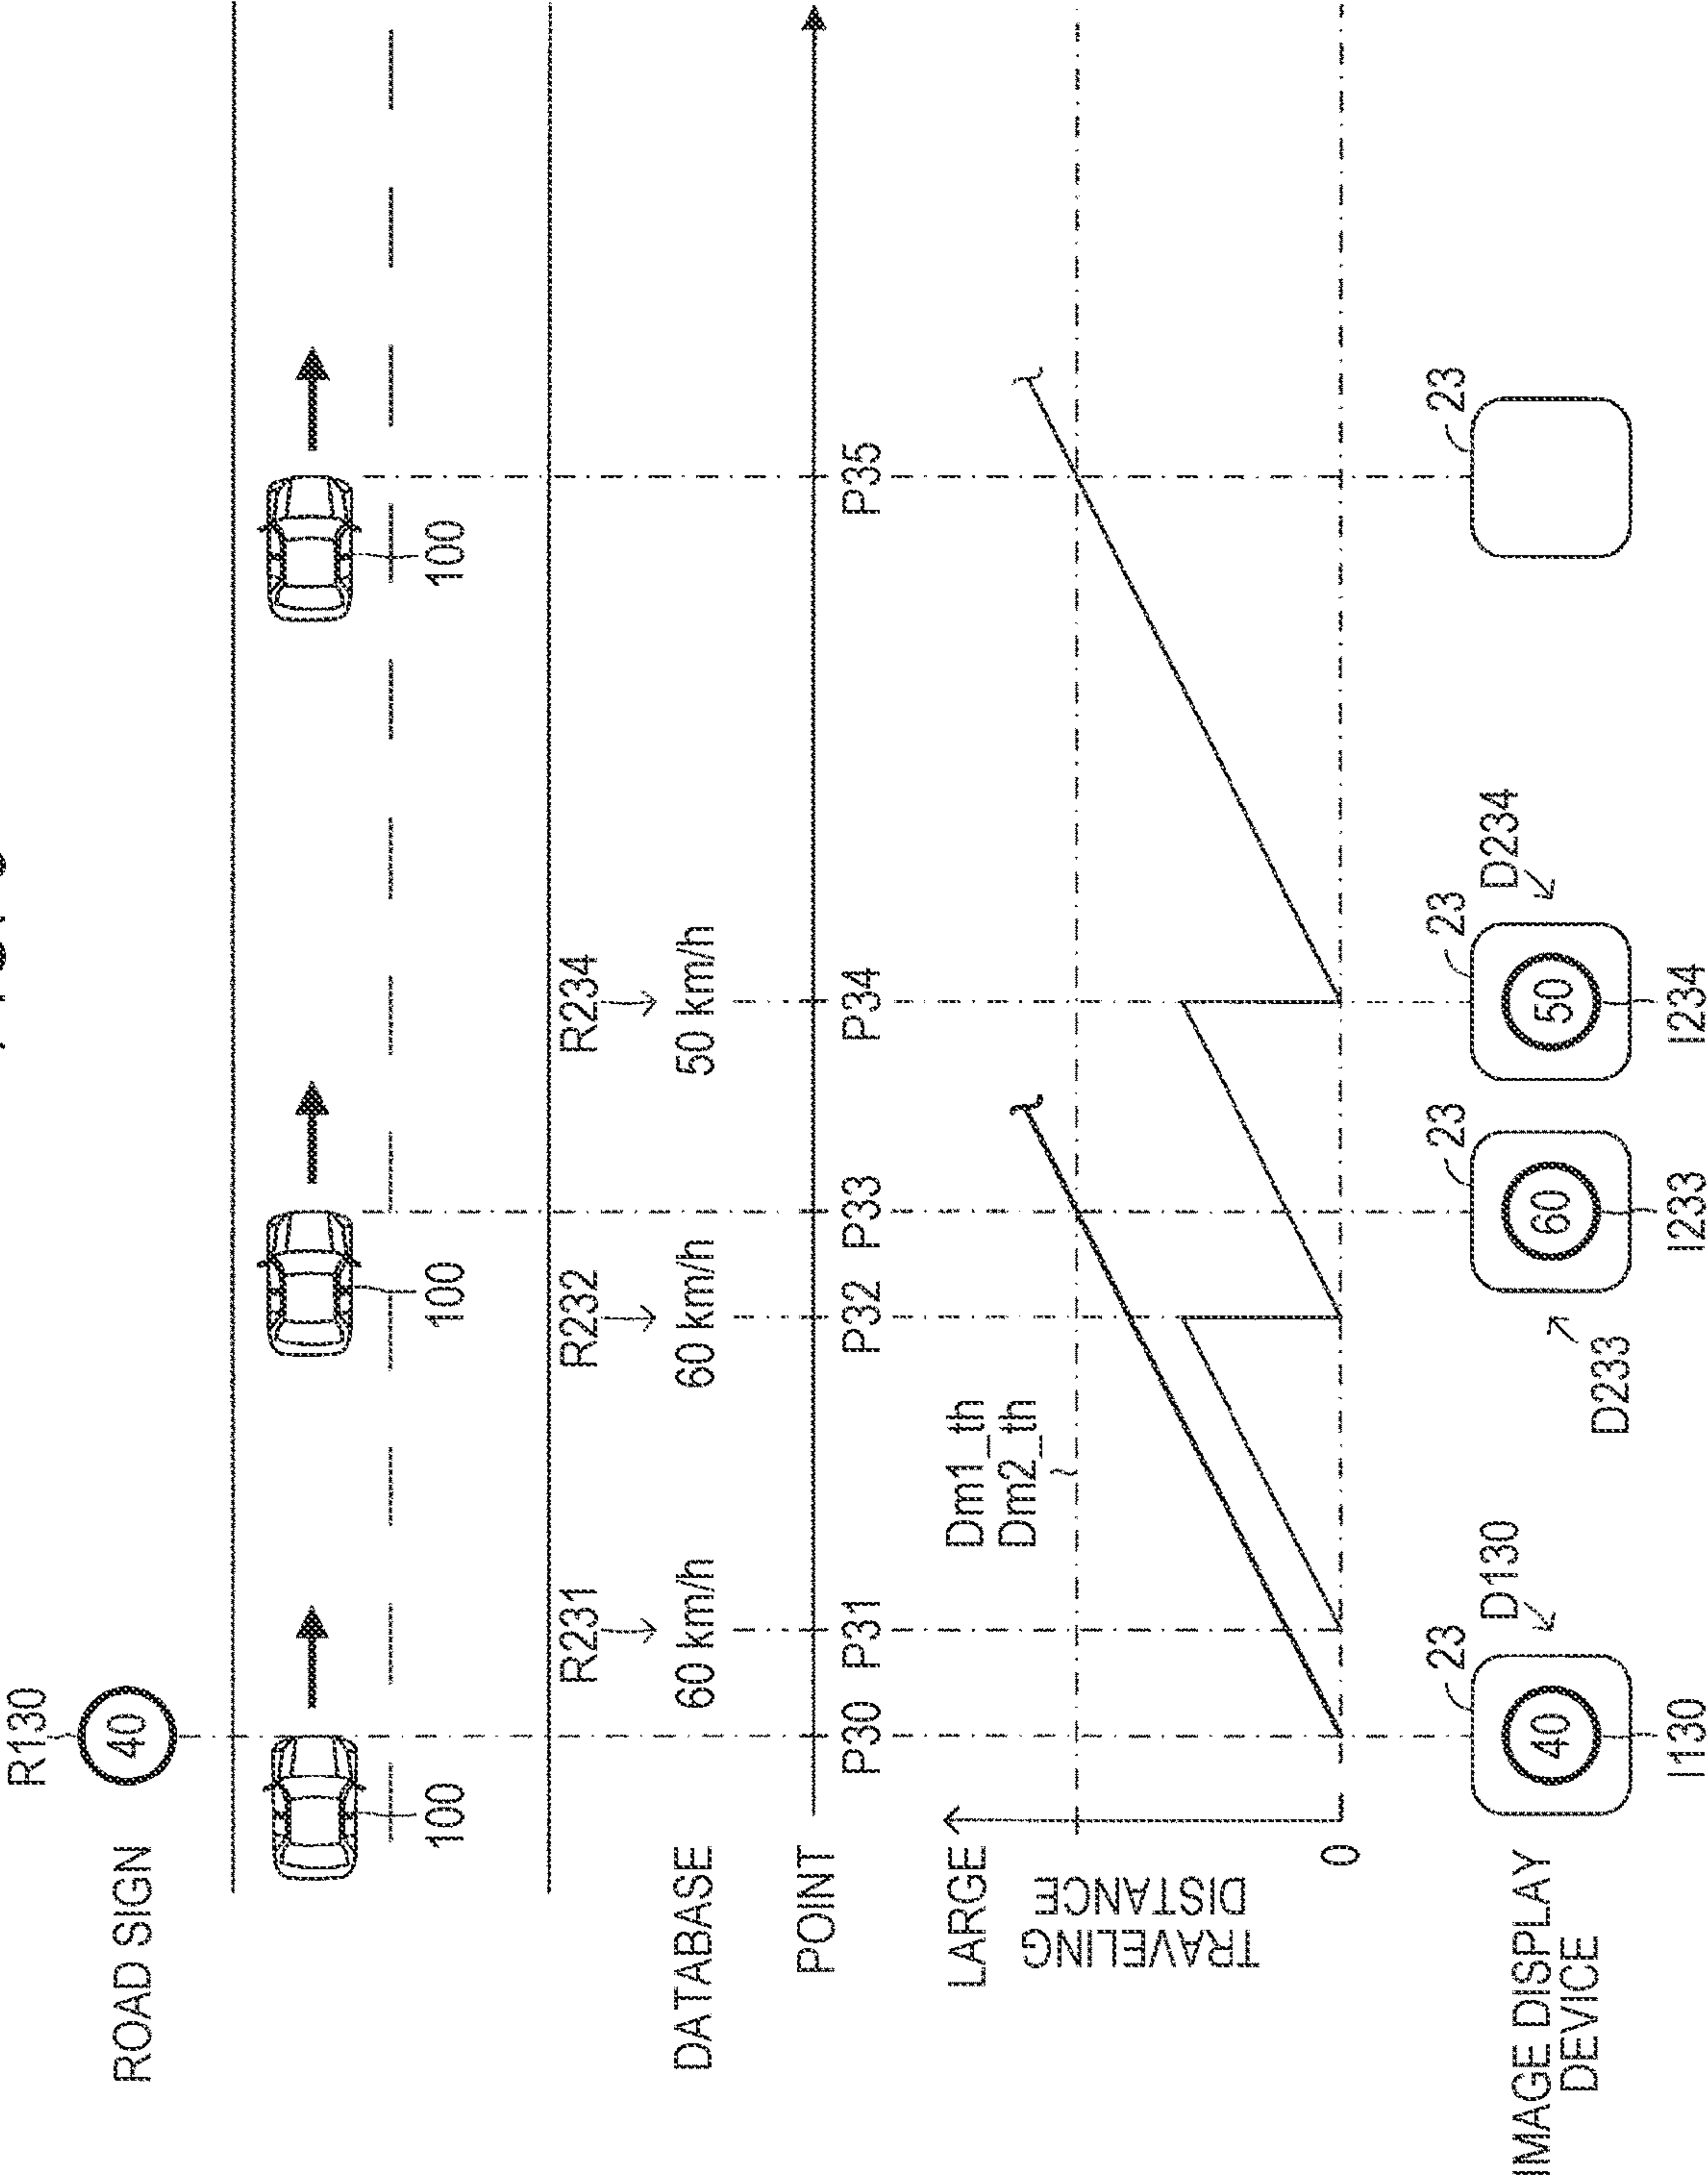 R130
ROAD SIGN
40
100
100
100
R231
R232
R234
DATABASE
60 km/h
60 km/h
50 km/h
POINT
P30
P31
P32
P33
P34
P35
LARGE
TRAVELING
DISTANCE
0
Dm1_th
Dm2_th
IMAGE DISPLAY
DEVICE
23
D130
40
I130
D233
23
60
I233
23
D234
50
I234
23